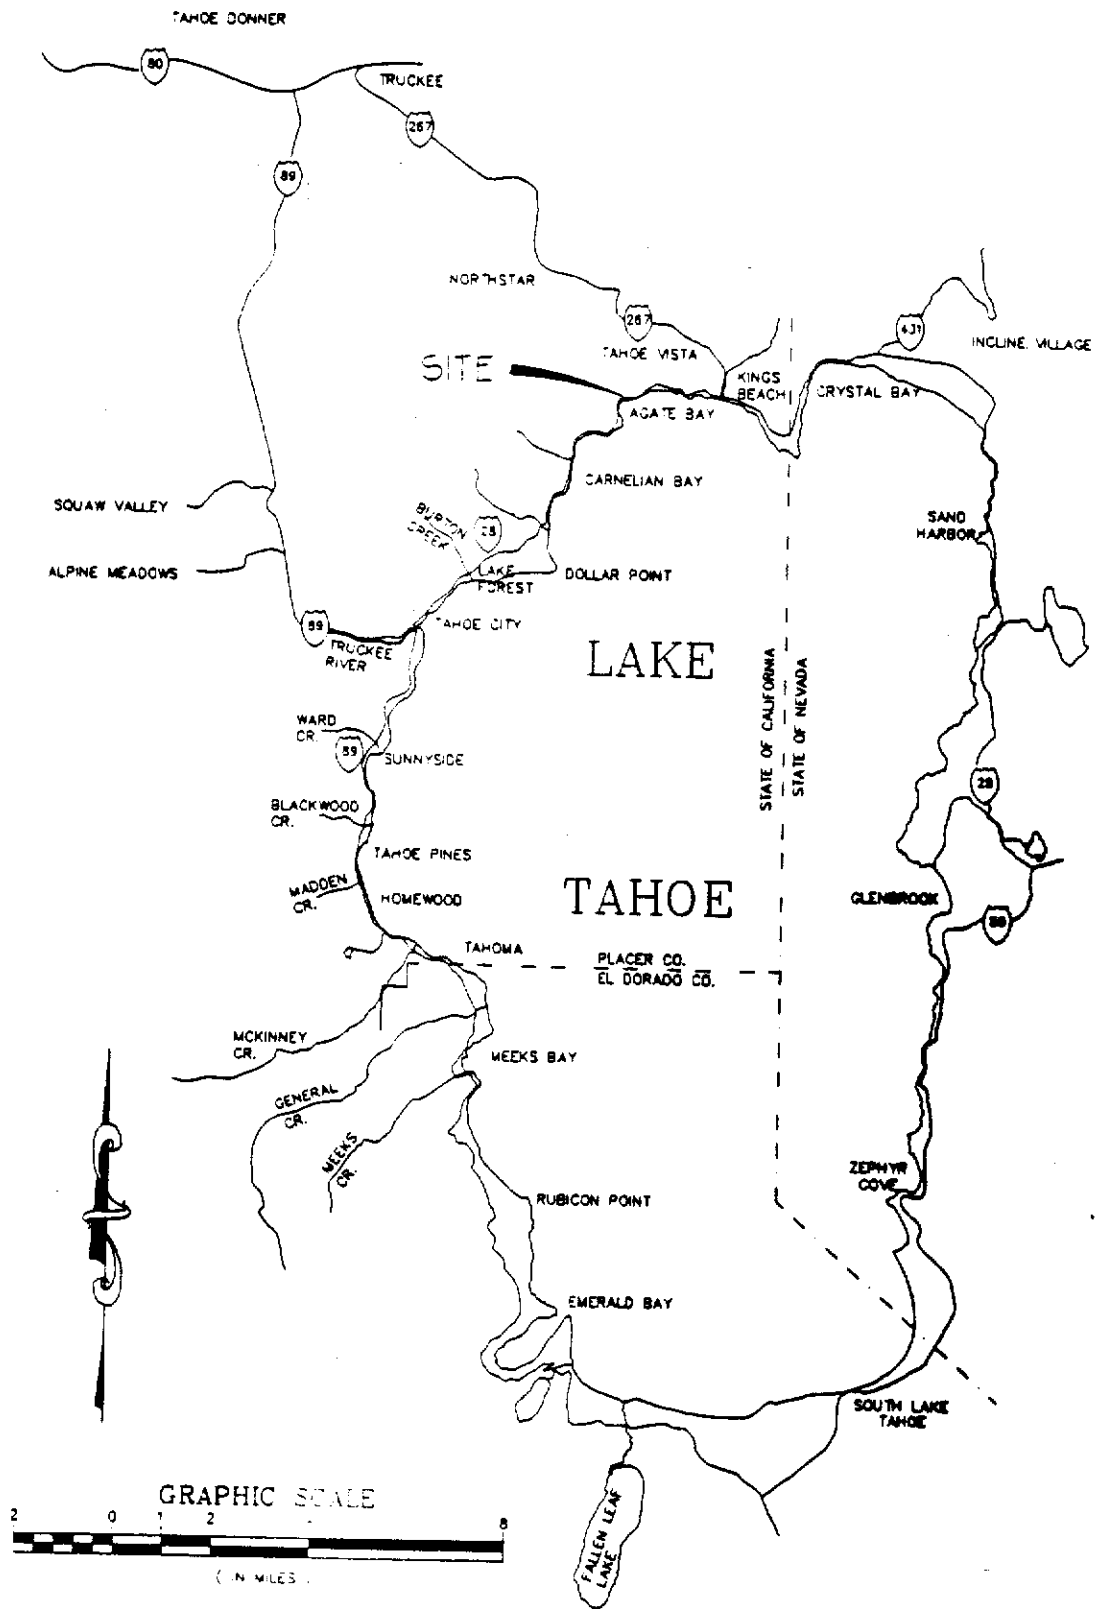 TAHOE DONNER
80
TRUCKEE
267
89
NORTHSTAR
267
431
INCLINE VILLAGE
TAHOE VISTA
SITE
KINGS
BEACH
CRYSTAL BAY
AGATE BAY
CARNELIAN BAY
SQUAW VALLEY
BURTON
CREEK
28
SAND
HARBOR
ALPINE MEADOWS
LAKE
FOREST
DOLLAR POINT
89
TAHOE CITY
TRUCKEE
RIVER
LAKE
STATE OF CALIFORNIA
STATE OF NEVADA
WARD
CR.
89
SUNNYSIDE
28
BLACKWOOD
CR.
TAHOE PINES
MADDEN
CR.
HOMEWOOD
TAHOE
GLENBROOK
50
TAHOMA
PLACER CO.
EL DORADO CO.
MCKINNEY
CR.
MEEKS BAY
GENERAL
CR.
MEEKS
CR.
ZEPHYR
COVE
RUBICON POINT
EMERALD BAY
SOUTH LAKE
TAHOE
FALLEN LEAF
LAKE
GRAPHIC SCALE
2 0 1 2 8
( IN MILES )